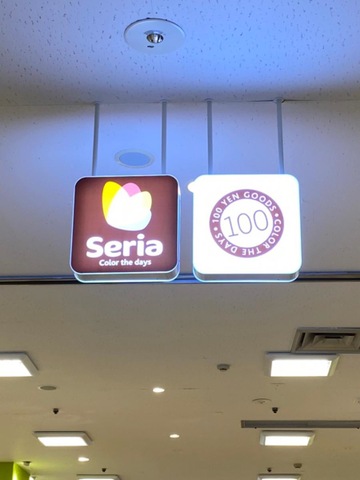 Seria
Color the days
100 YEN GOODS
100
COLOR THE DAYS